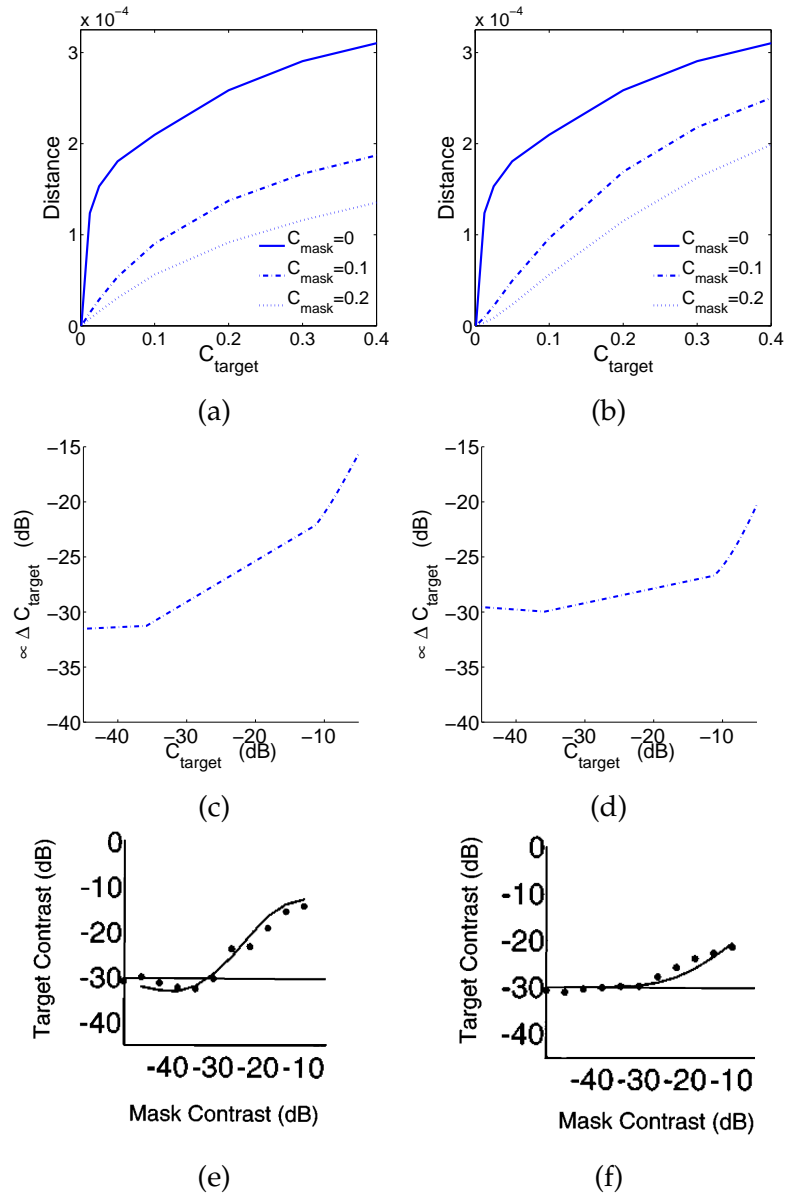 x 10⁻⁴
3
2
1
0
Distance
C_mask=0
C_mask=0.1
C_mask=0.2
0 0.1 0.2 0.3 0.4
C_target
(a)
x 10⁻⁴
3
2
1
0
Distance
C_mask=0
C_mask=0.1
C_mask=0.2
0 0.1 0.2 0.3 0.4
C_target
(b)
−15
−20
−25
−30
−35
−40
∝ Δ C_target (dB)
−40 −30 −20 −10
C_target (dB)
(c)
−15
−20
−25
−30
−35
−40
∝ Δ C_target (dB)
−40 −30 −20 −10
C_target (dB)
(d)
0
-10
-20
-30
-40
Target Contrast (dB)
-40 -30 -20 -10
Mask Contrast (dB)
(e)
0
-10
-20
-30
-40
Target Contrast (dB)
-40 -30 -20 -10
Mask Contrast (dB)
(f)